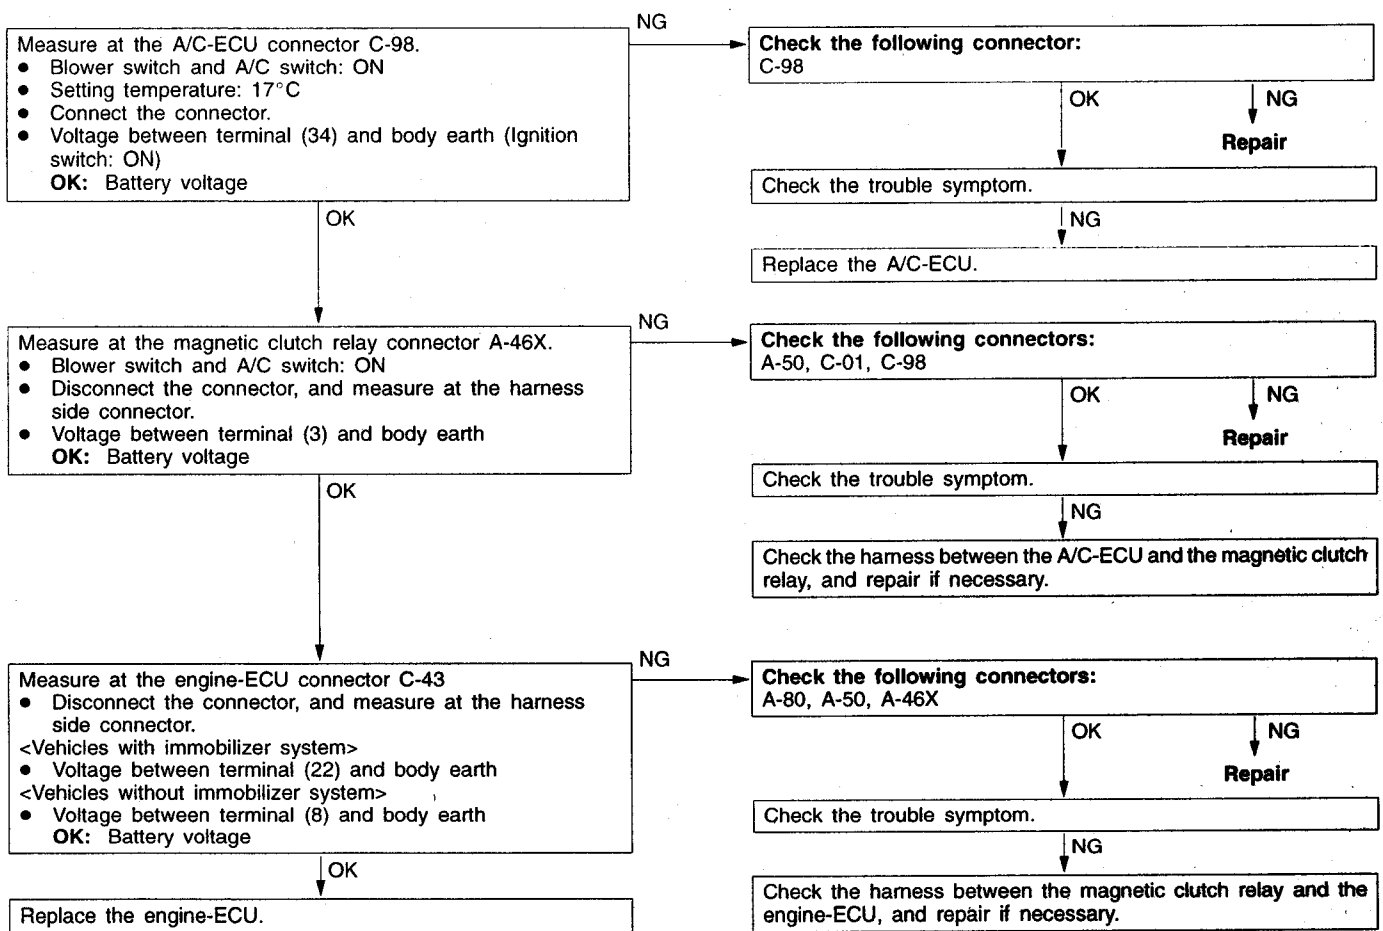 NG
Measure at the A/C-ECU connector C-98.
● Blower switch and A/C switch: ON
● Setting temperature: 17°C
● Connect the connector.
● Voltage between terminal (34) and body earth (Ignition
switch: ON)
OK: Battery voltage
Check the following connector:
C-98
OK
NG
Repair
Check the trouble symptom.
NG
Replace the A/C-ECU.
OK
NG
Measure at the magnetic clutch relay connector A-46X.
● Blower switch and A/C switch: ON
● Disconnect the connector, and measure at the harness
side connector.
● Voltage between terminal (3) and body earth
OK: Battery voltage
Check the following connectors:
A-50, C-01, C-98
OK
NG
Repair
Check the trouble symptom.
NG
Check the harness between the A/C-ECU and the magnetic clutch
relay, and repair if necessary.
OK
NG
Measure at the engine-ECU connector C-43
● Disconnect the connector, and measure at the harness
side connector.
<Vehicles with immobilizer system>
● Voltage between terminal (22) and body earth
<Vehicles without immobilizer system>
● Voltage between terminal (8) and body earth
OK: Battery voltage
Check the following connectors:
A-80, A-50, A-46X
OK
NG
Repair
Check the trouble symptom.
NG
Check the harness between the magnetic clutch relay and the
engine-ECU, and repair if necessary.
OK
Replace the engine-ECU.